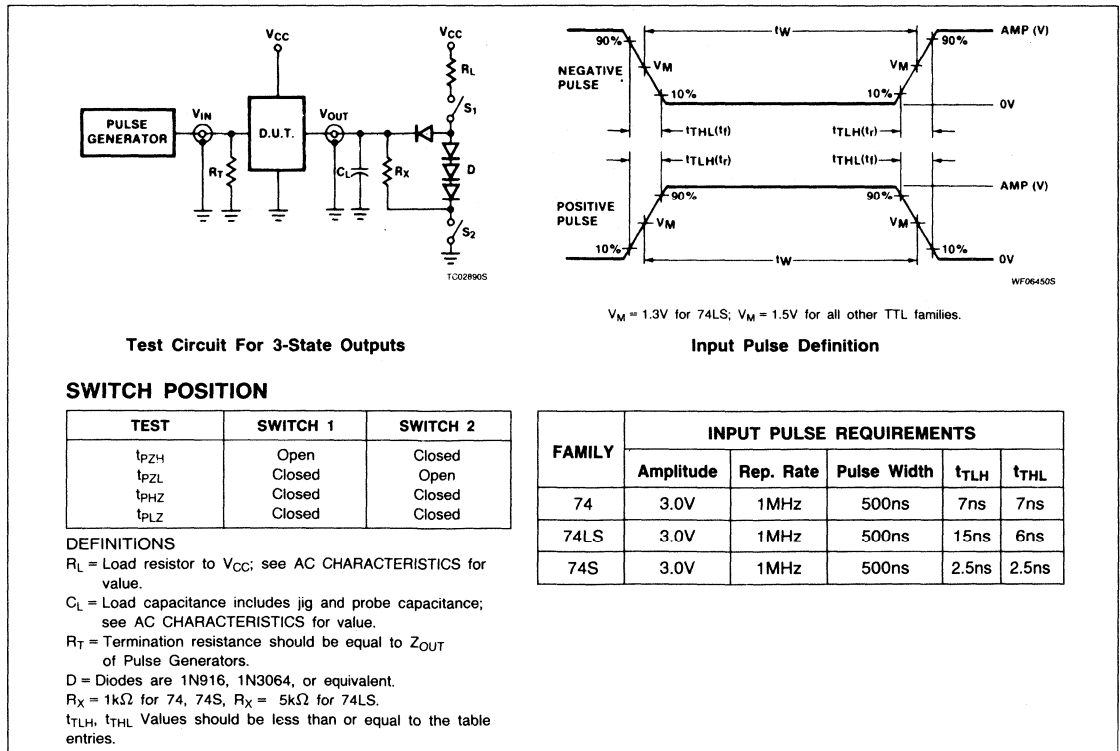 VCC
VCC
RL
S1
PULSE
GENERATOR
VIN
D.U.T.
VOUT
RT
CL
RX
D
S2
TC02890S
Test Circuit For 3-State Outputs
tW
AMP (V)
90%
90%
NEGATIVE
PULSE
VM
VM
10%
10%
0V
tTHL(tf)
tTLH(tr)
tTLH(tr)
tTHL(tf)
AMP (V)
90%
90%
POSITIVE
PULSE
VM
VM
10%
10%
tW
0V
WF06450S
VM = 1.3V for 74LS; VM = 1.5V for all other TTL families.
Input Pulse Definition
SWITCH POSITION
TEST SWITCH 1 SWITCH 2
tPZH Open Closed
tPZL Closed Open
tPHZ Closed Closed
tPLZ Closed Closed
DEFINITIONS
RL = Load resistor to VCC; see AC CHARACTERISTICS for
value.
CL = Load capacitance includes jig and probe capacitance;
see AC CHARACTERISTICS for value.
RT = Termination resistance should be equal to ZOUT
of Pulse Generators.
D = Diodes are 1N916, 1N3064, or equivalent.
RX = 1kΩ for 74, 74S, RX = 5kΩ for 74LS.
tTLH, tTHL Values should be less than or equal to the table
entries.
FAMILY INPUT PULSE REQUIREMENTS
Amplitude Rep. Rate Pulse Width tTLH tTHL
74 3.0V 1MHz 500ns 7ns 7ns
74LS 3.0V 1MHz 500ns 15ns 6ns
74S 3.0V 1MHz 500ns 2.5ns 2.5ns